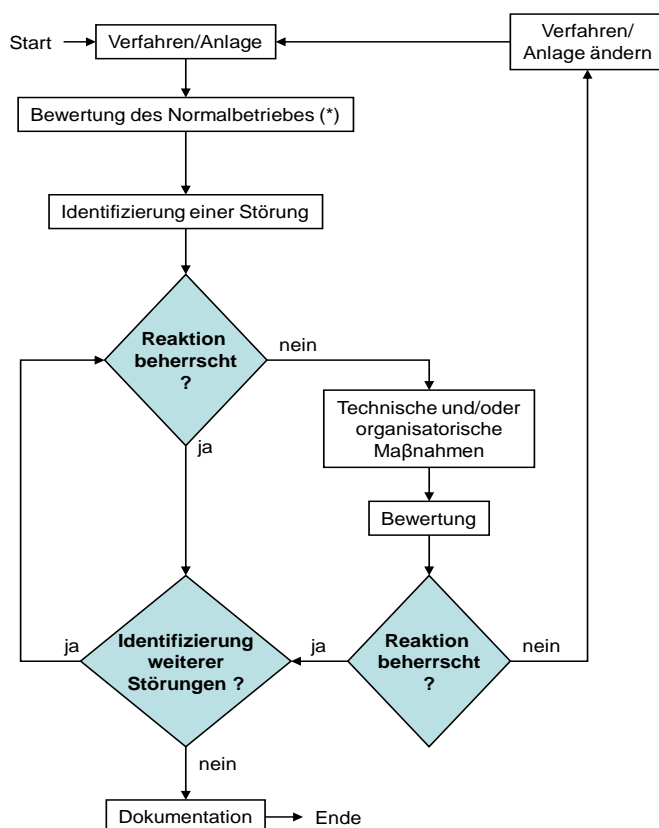 Start
Verfahren/Anlage
Verfahren/
Anlage ändern
Bewertung des Normalbetriebes (*)
Identifizierung einer Störung
Reaktion
beherrscht
?
nein
ja
Technische und/oder
organisatorische
Maβnahmen
Bewertung
ja
Identifizierung
weiterer
Störungen ?
ja
Reaktion
beherrscht
?
nein
nein
Dokumentation
Ende